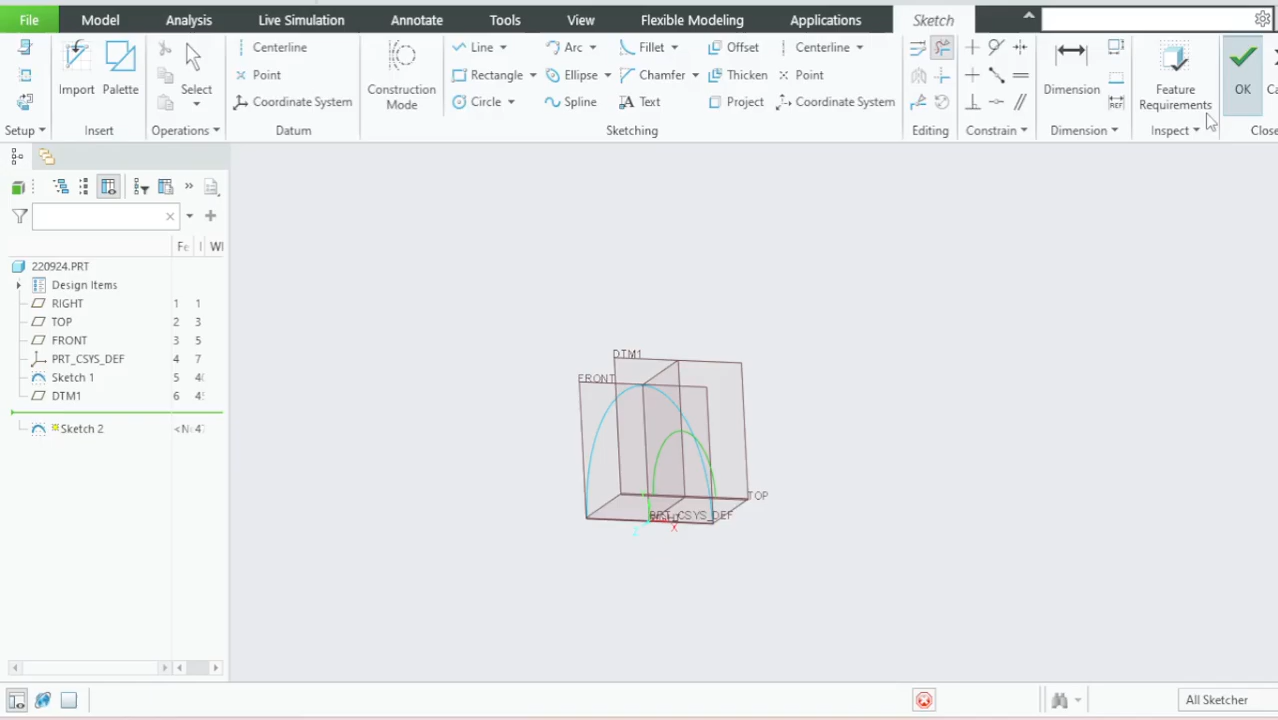 File Model Analysis Live Simulation Annotate Tools View Flexible Modeling Applications Sketch
Centerline Line Arc Fillet Offset Centerline
Point Rectangle Ellipse Chamfer Thicken Point
Import Palette Select Construction Mode Dimension Feature Requirements OK Ca
Coordinate System Circle Spline Text Project Coordinate System REF
Setup Insert Operations Datum Sketching Editing Constrain Dimension Inspect Close
220924.PRT
Design Items
RIGHT 1 1
TOP 2 3
FRONT 3 5
PRT_CSYS_DEF 4 7
Sketch 1 5
DTM1 6
Sketch 2
DTM1
FRONT
TOP
PRT_CSYS_DEF
X
Z
All Sketcher